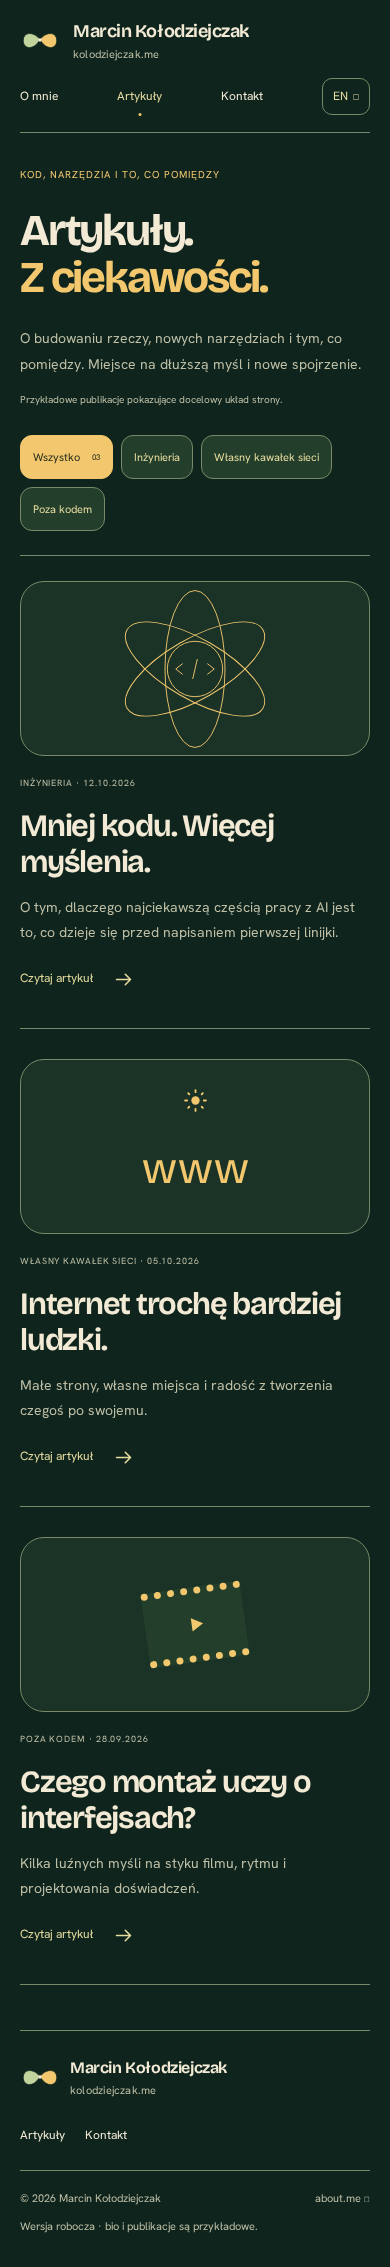 Marcin Kołodziejczak
kolodziejczak.me
O mnie
Artykuły
Kontakt
EN
KOD, NARZĘDZIA I TO, CO POMIĘDZY
Artykuły.
Z ciekawości.
O budowaniu rzeczy, nowych narzędziach i tym, co
pomiędzy. Miejsce na dłuższą myśl i nowe spojrzenie.
Przykładowe publikacje pokazujące docelowy układ strony.
Wszystko 03
Inżynieria
Własny kawałek sieci
Poza kodem
</>
INŻYNIERIA · 12.10.2026
Mniej kodu. Więcej
myślenia.
O tym, dlaczego najciekawszą częścią pracy z AI jest
to, co dzieje się przed napisaniem pierwszej linijki.
Czytaj artykuł →
www
WŁASNY KAWAŁEK SIECI · 05.10.2026
Internet trochę bardziej
ludzki.
Małe strony, własne miejsca i radość z tworzenia
czegoś po swojemu.
Czytaj artykuł →
POZA KODEM · 28.09.2026
Czego montaż uczy o
interfejsach?
Kilka luźnych myśli na styku filmu, rytmu i
projektowania doświadczeń.
Czytaj artykuł →
Marcin Kołodziejczak
kolodziejczak.me
Artykuły
Kontakt
© 2026 Marcin Kołodziejczak
about.me
Wersja robocza · bio i publikacje są przykładowe.